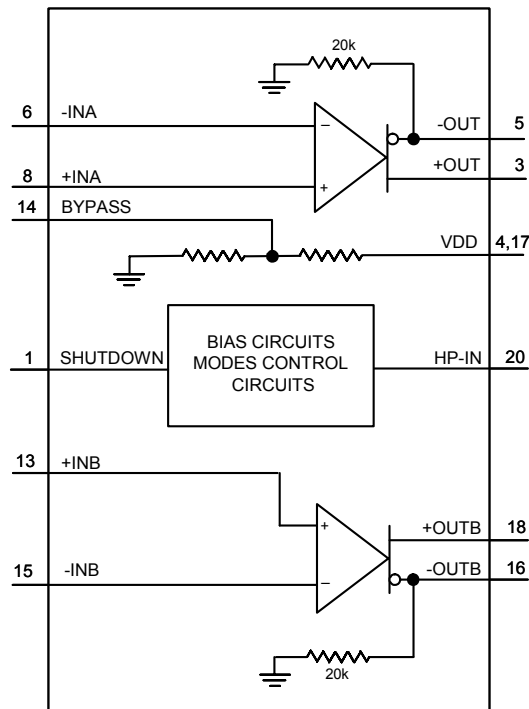 20k
6 -INA -OUT 5
− +
+OUT 3
8 +INA
14 BYPASS
VDD 4,17
BIAS CIRCUITS
MODES CONTROL
CIRCUITS
1 SHUTDOWN HP-IN 20
13 +INB
+ −
+OUTB 18
15 -INB -OUTB 16
20k